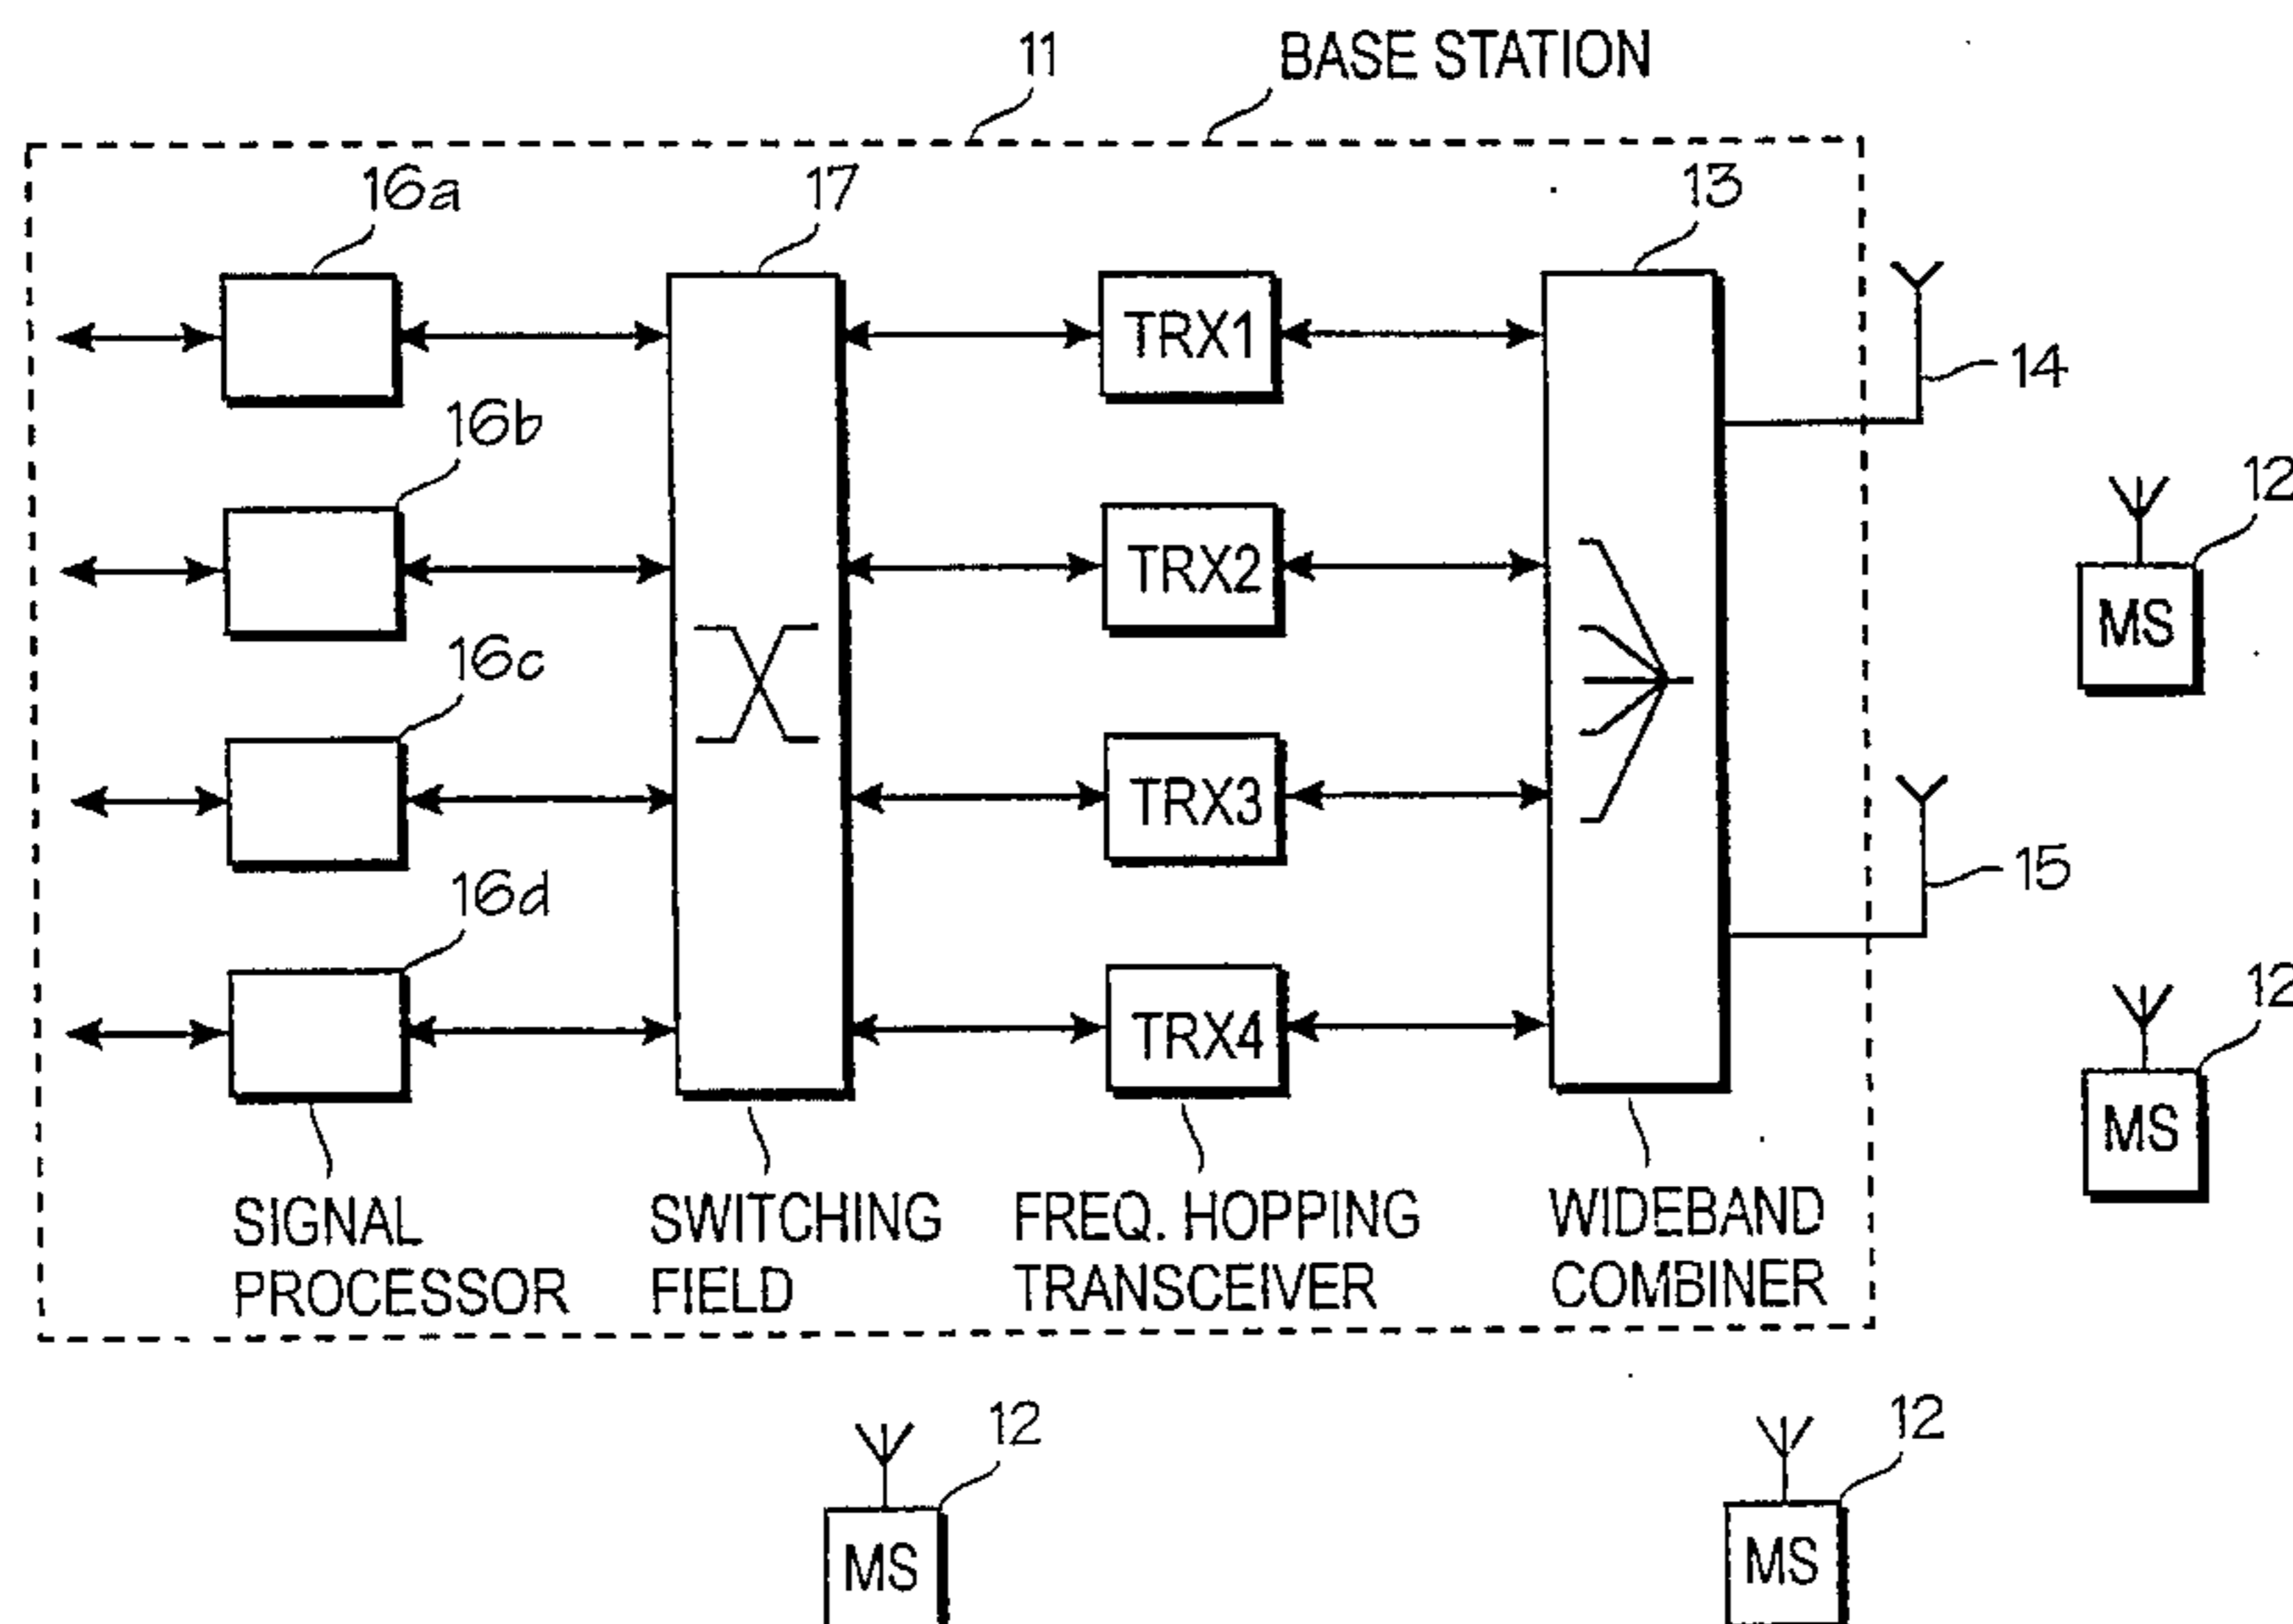 11
BASE STATION
16a
17
13
TRX1
14
16b
12
TRX2
MS
16c
TRX3
15
16d
12
TRX4
MS
SIGNAL
PROCESSOR
SWITCHING
FIELD
FREQ. HOPPING
TRANSCEIVER
WIDEBAND
COMBINER
12
MS
12
MS